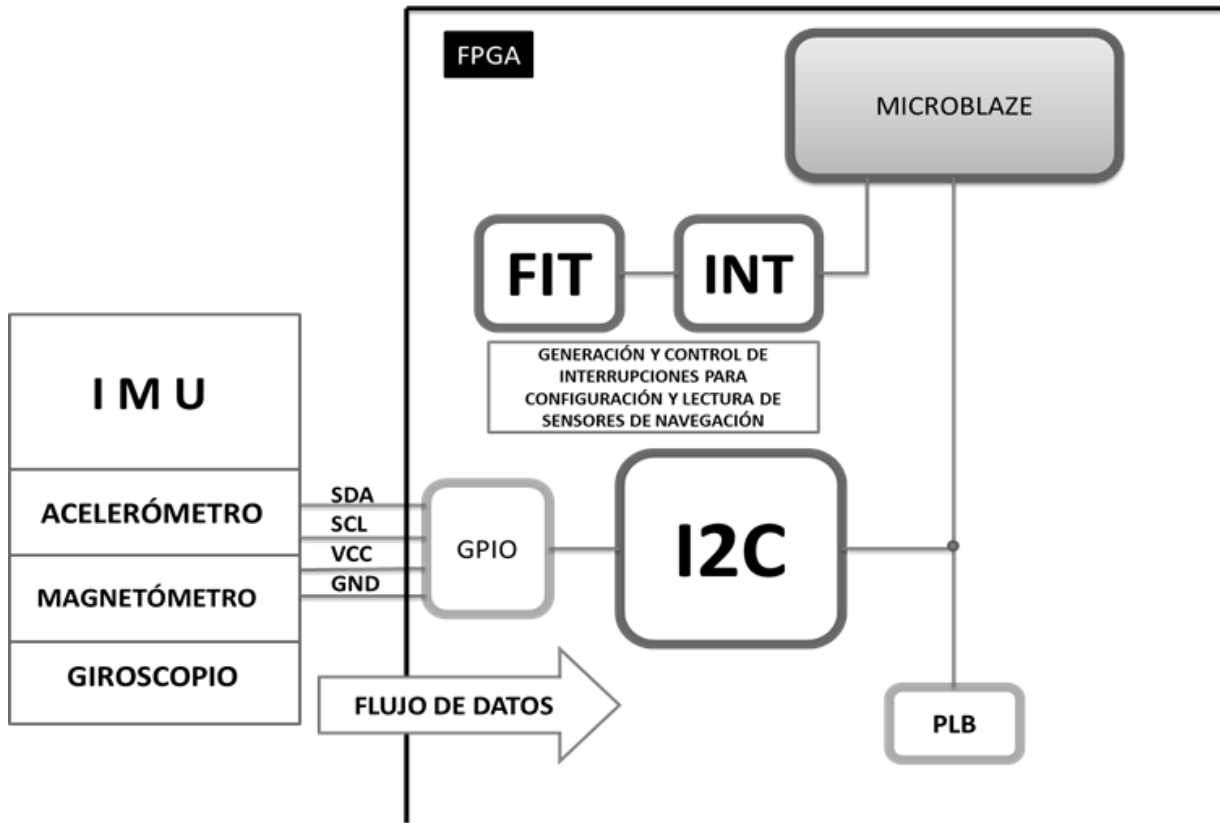 FPGA
MICROBLAZE
FIT
INT
GENERACIÓN Y CONTROL DE
INTERRUPCIONES PARA
CONFIGURACIÓN Y LECTURA DE
SENSORES DE NAVEGACIÓN
I M U
ACELERÓMETRO
MAGNETÓMETRO
GIROSCOPIO
SDA
SCL
VCC
GND
GPIO
I2C
FLUJO DE DATOS
PLB